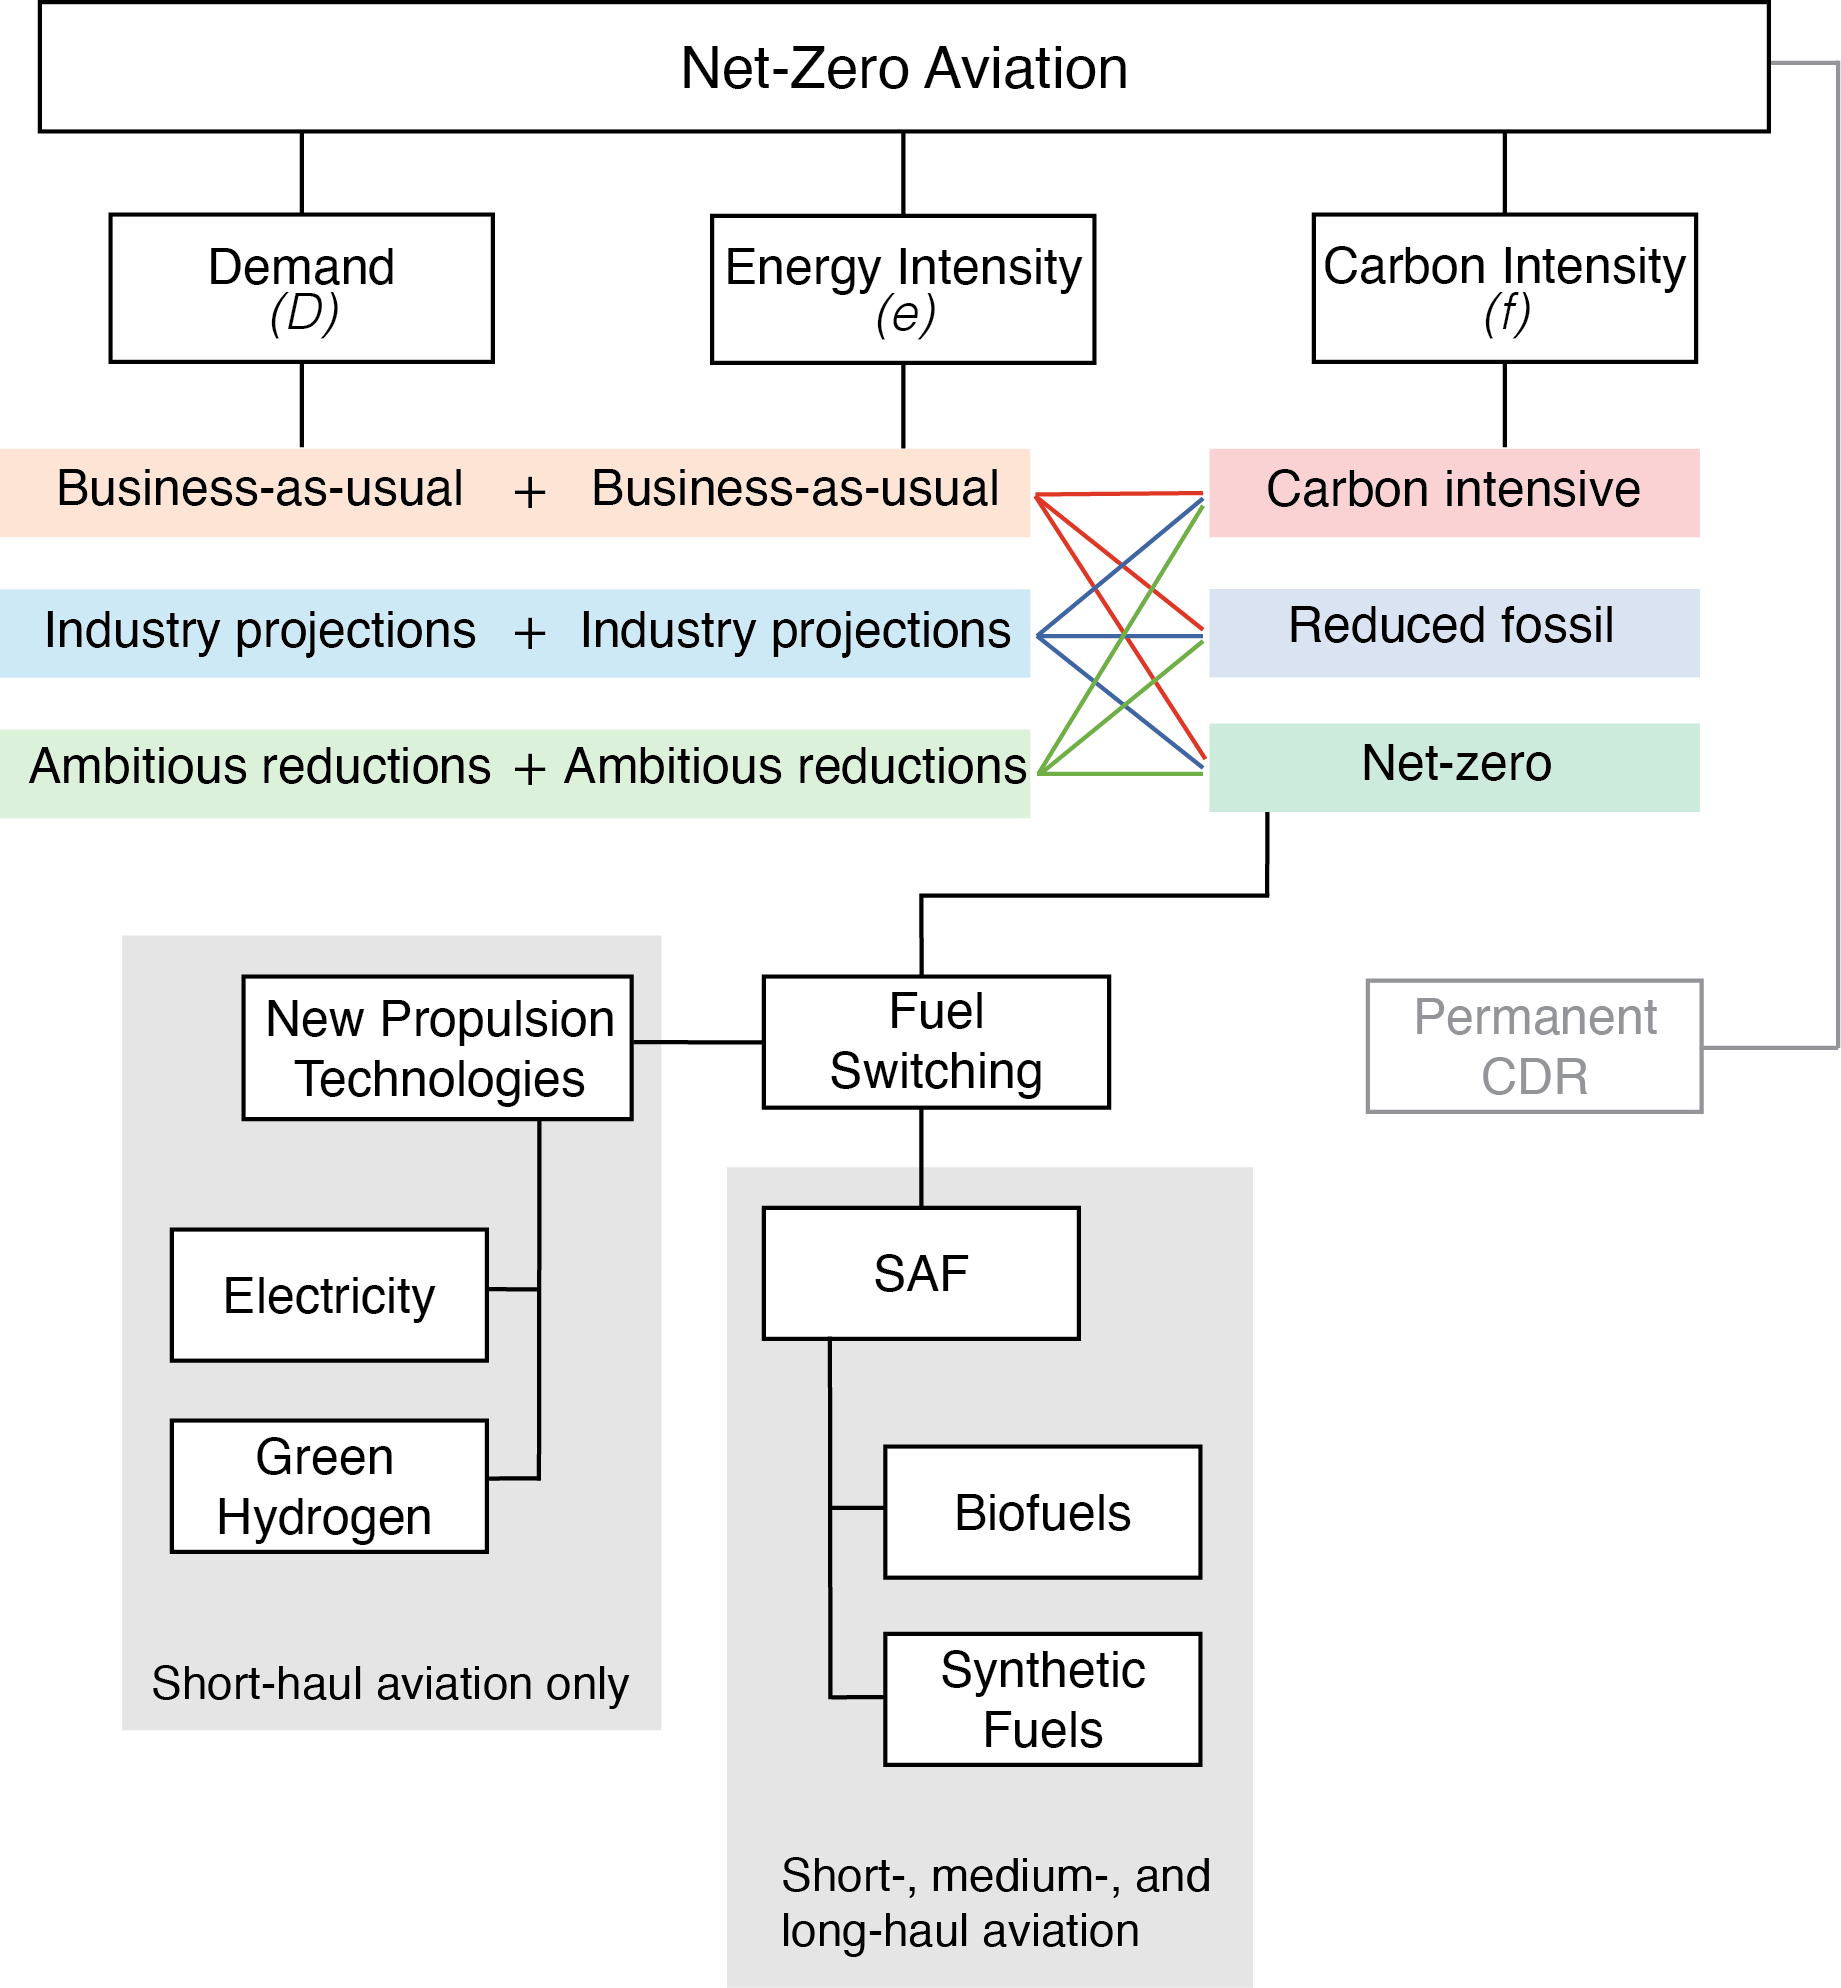 Net-Zero Aviation
Demand
(D)
Energy Intensity
(e)
Carbon Intensity
(f)
Business-as-usual + Business-as-usual
Carbon intensive
Industry projections + Industry projections
Reduced fossil
Ambitious reductions + Ambitious reductions
Net-zero
New Propulsion
Technologies
Fuel
Switching
Permanent
CDR
Electricity
Green
Hydrogen
Short-haul aviation only
SAF
Biofuels
Synthetic
Fuels
Short-, medium-, and
long-haul aviation